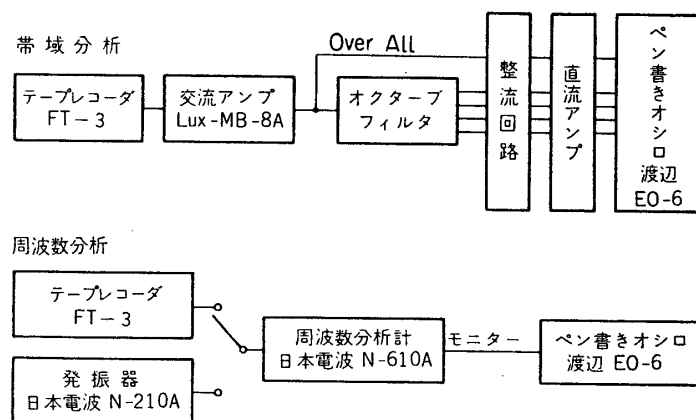 帯域分析
Over All
テープレコーダ
FT-3
交流アンプ
Lux-MB-8A
オクターブ
フィルタ
整流回路
直流アンプ
ペン書きオシロ
渡辺
EO-6
周波数分析
テープレコーダ
FT-3
発振器
日本電波 N-210A
周波数分析計
日本電波 N-610A
モニター
ペン書きオシロ
渡辺 EO-6